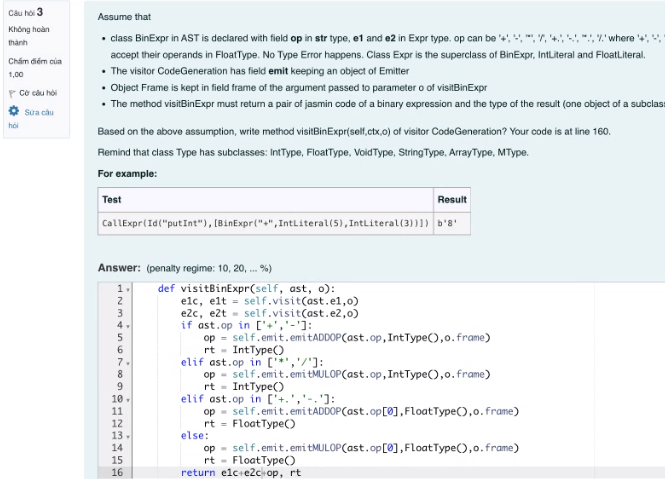 Câu hỏi 3
Không hoàn
thành
Chấm điểm của
1,00
Cờ câu hỏi
Sửa câu
hỏi
Assume that
class BinExpr in AST is declared with field op in str type, e1 and e2 in Expr type. op can be '+', '-', '*', '/', '+.', '-.', '*.', '/.' where '+', '-',
accept their operands in FloatType. No Type Error happens. Class Expr is the superclass of BinExpr, IntLiteral and FloatLiteral.
The visitor CodeGeneration has field emit keeping an object of Emitter
Object Frame is kept in field frame of the argument passed to parameter o of visitBinExpr
The method visitBinExpr must return a pair of jasmin code of a binary expression and the type of the result (one object of a subclas
Based on the above assumption, write method visitBinExpr(self,ctx,o) of visitor CodeGeneration? Your code is at line 160.
Remind that class Type has subclasses: IntType, FloatType, VoidType, StringType, ArrayType, MType.
For example:
Test Result
CallExpr(Id("putInt"),[BinExpr("+",IntLiteral(5),IntLiteral(3))]) b'8'
Answer: (penalty regime: 10, 20, ... %)
1 def visitBinExpr(self, ast, o):
2 e1c, e1t = self.visit(ast.e1,o)
3 e2c, e2t = self.visit(ast.e2,o)
4 if ast.op in ['+','-']:
5 op = self.emit.emitADDOP(ast.op,IntType(),o.frame)
6 rt = IntType()
7 elif ast.op in ['*','/']:
8 op = self.emit.emitMULOP(ast.op,IntType(),o.frame)
9 rt = IntType()
10 elif ast.op in ['+.','-.']:
11 op = self.emit.emitADDOP(ast.op[0],FloatType(),o.frame)
12 rt = FloatType()
13 else:
14 op = self.emit.emitMULOP(ast.op[0],FloatType(),o.frame)
15 rt = FloatType()
16 return e1c+e2c+op, rt